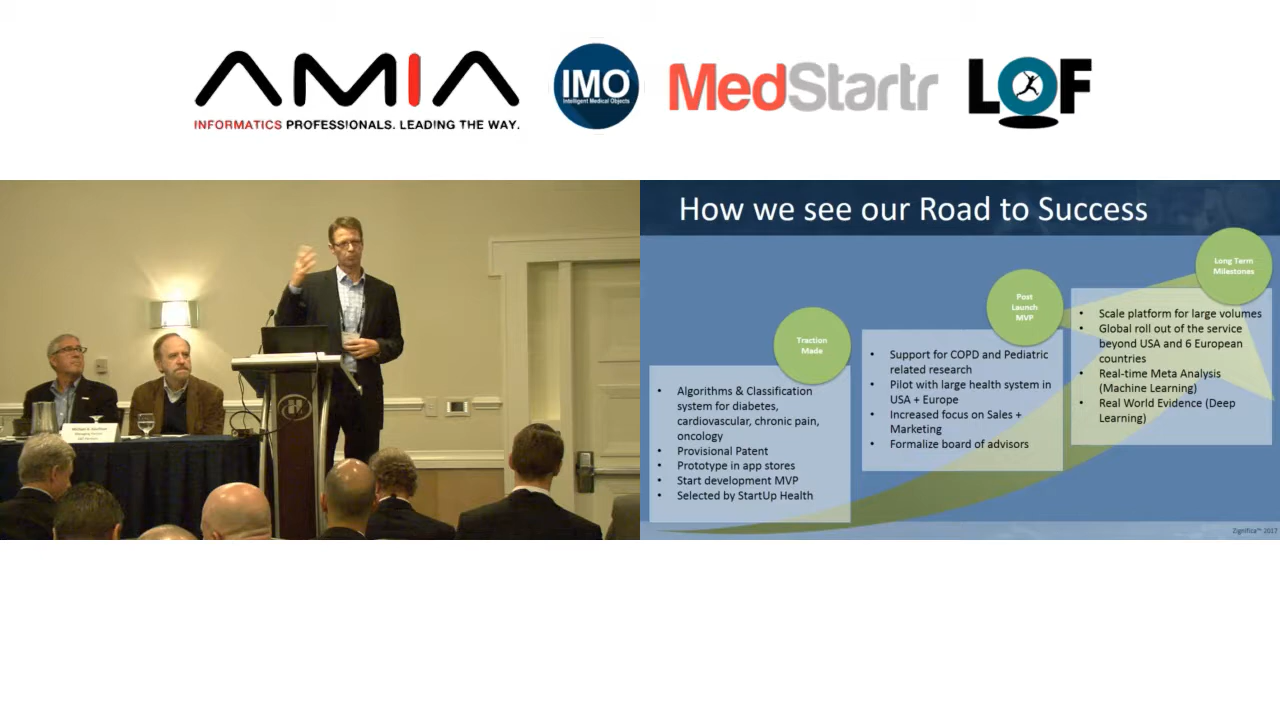 AMIA
INFORMATICS PROFESSIONALS. LEADING THE WAY.
IMO
Intelligent Medical Objects
MedStartr
LOF
How we see our Road to Success
Traction
Made
• Algorithms & Classification
system for diabetes,
cardiovascular, chronic pain,
oncology
• Provisional Patent
• Prototype in app stores
• Start development MVP
• Selected by StartUp Health
Post
Launch
MVP
• Support for COPD and Pediatric
related research
• Pilot with large health system in
USA + Europe
• Increased focus on Sales +
Marketing
• Formalize board of advisors
Long Term
Milestones
• Scale platform for large volumes
• Global roll out of the service
beyond USA and 6 European
countries
• Real-time Meta Analysis
(Machine Learning)
• Real World Evidence (Deep
Learning)
Zignifica™ 2017